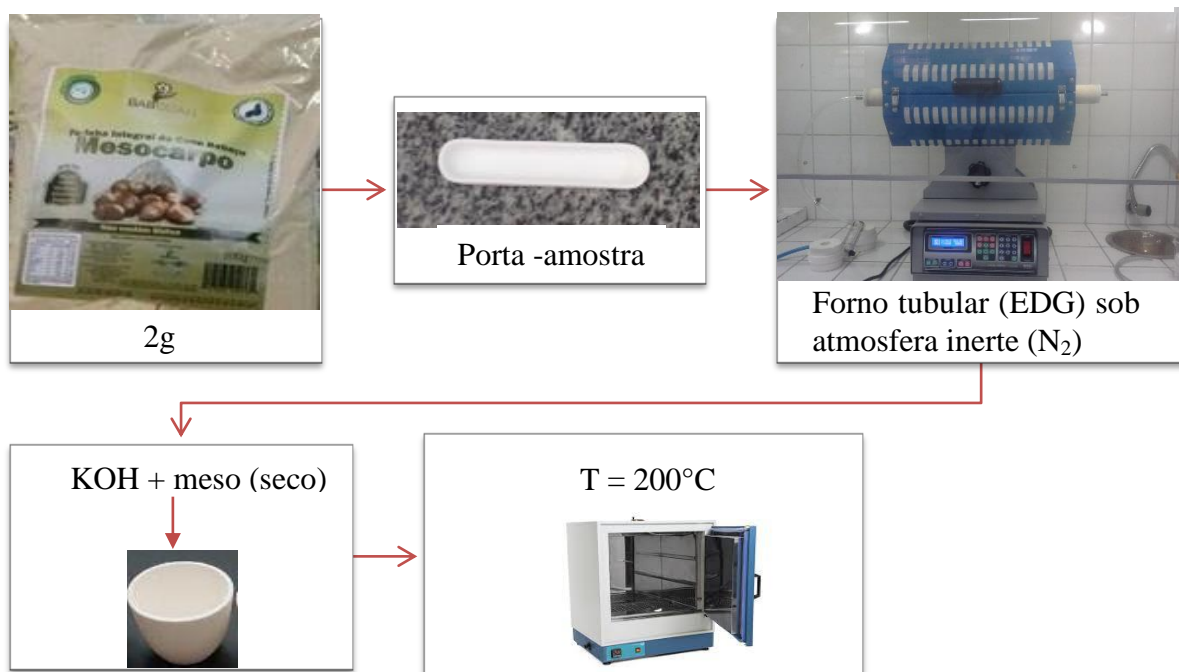 Mesocarpo
2g
Porta -amostra
Forno tubular (EDG) sob
atmosfera inerte (N₂)
KOH + meso (seco)
T = 200°C